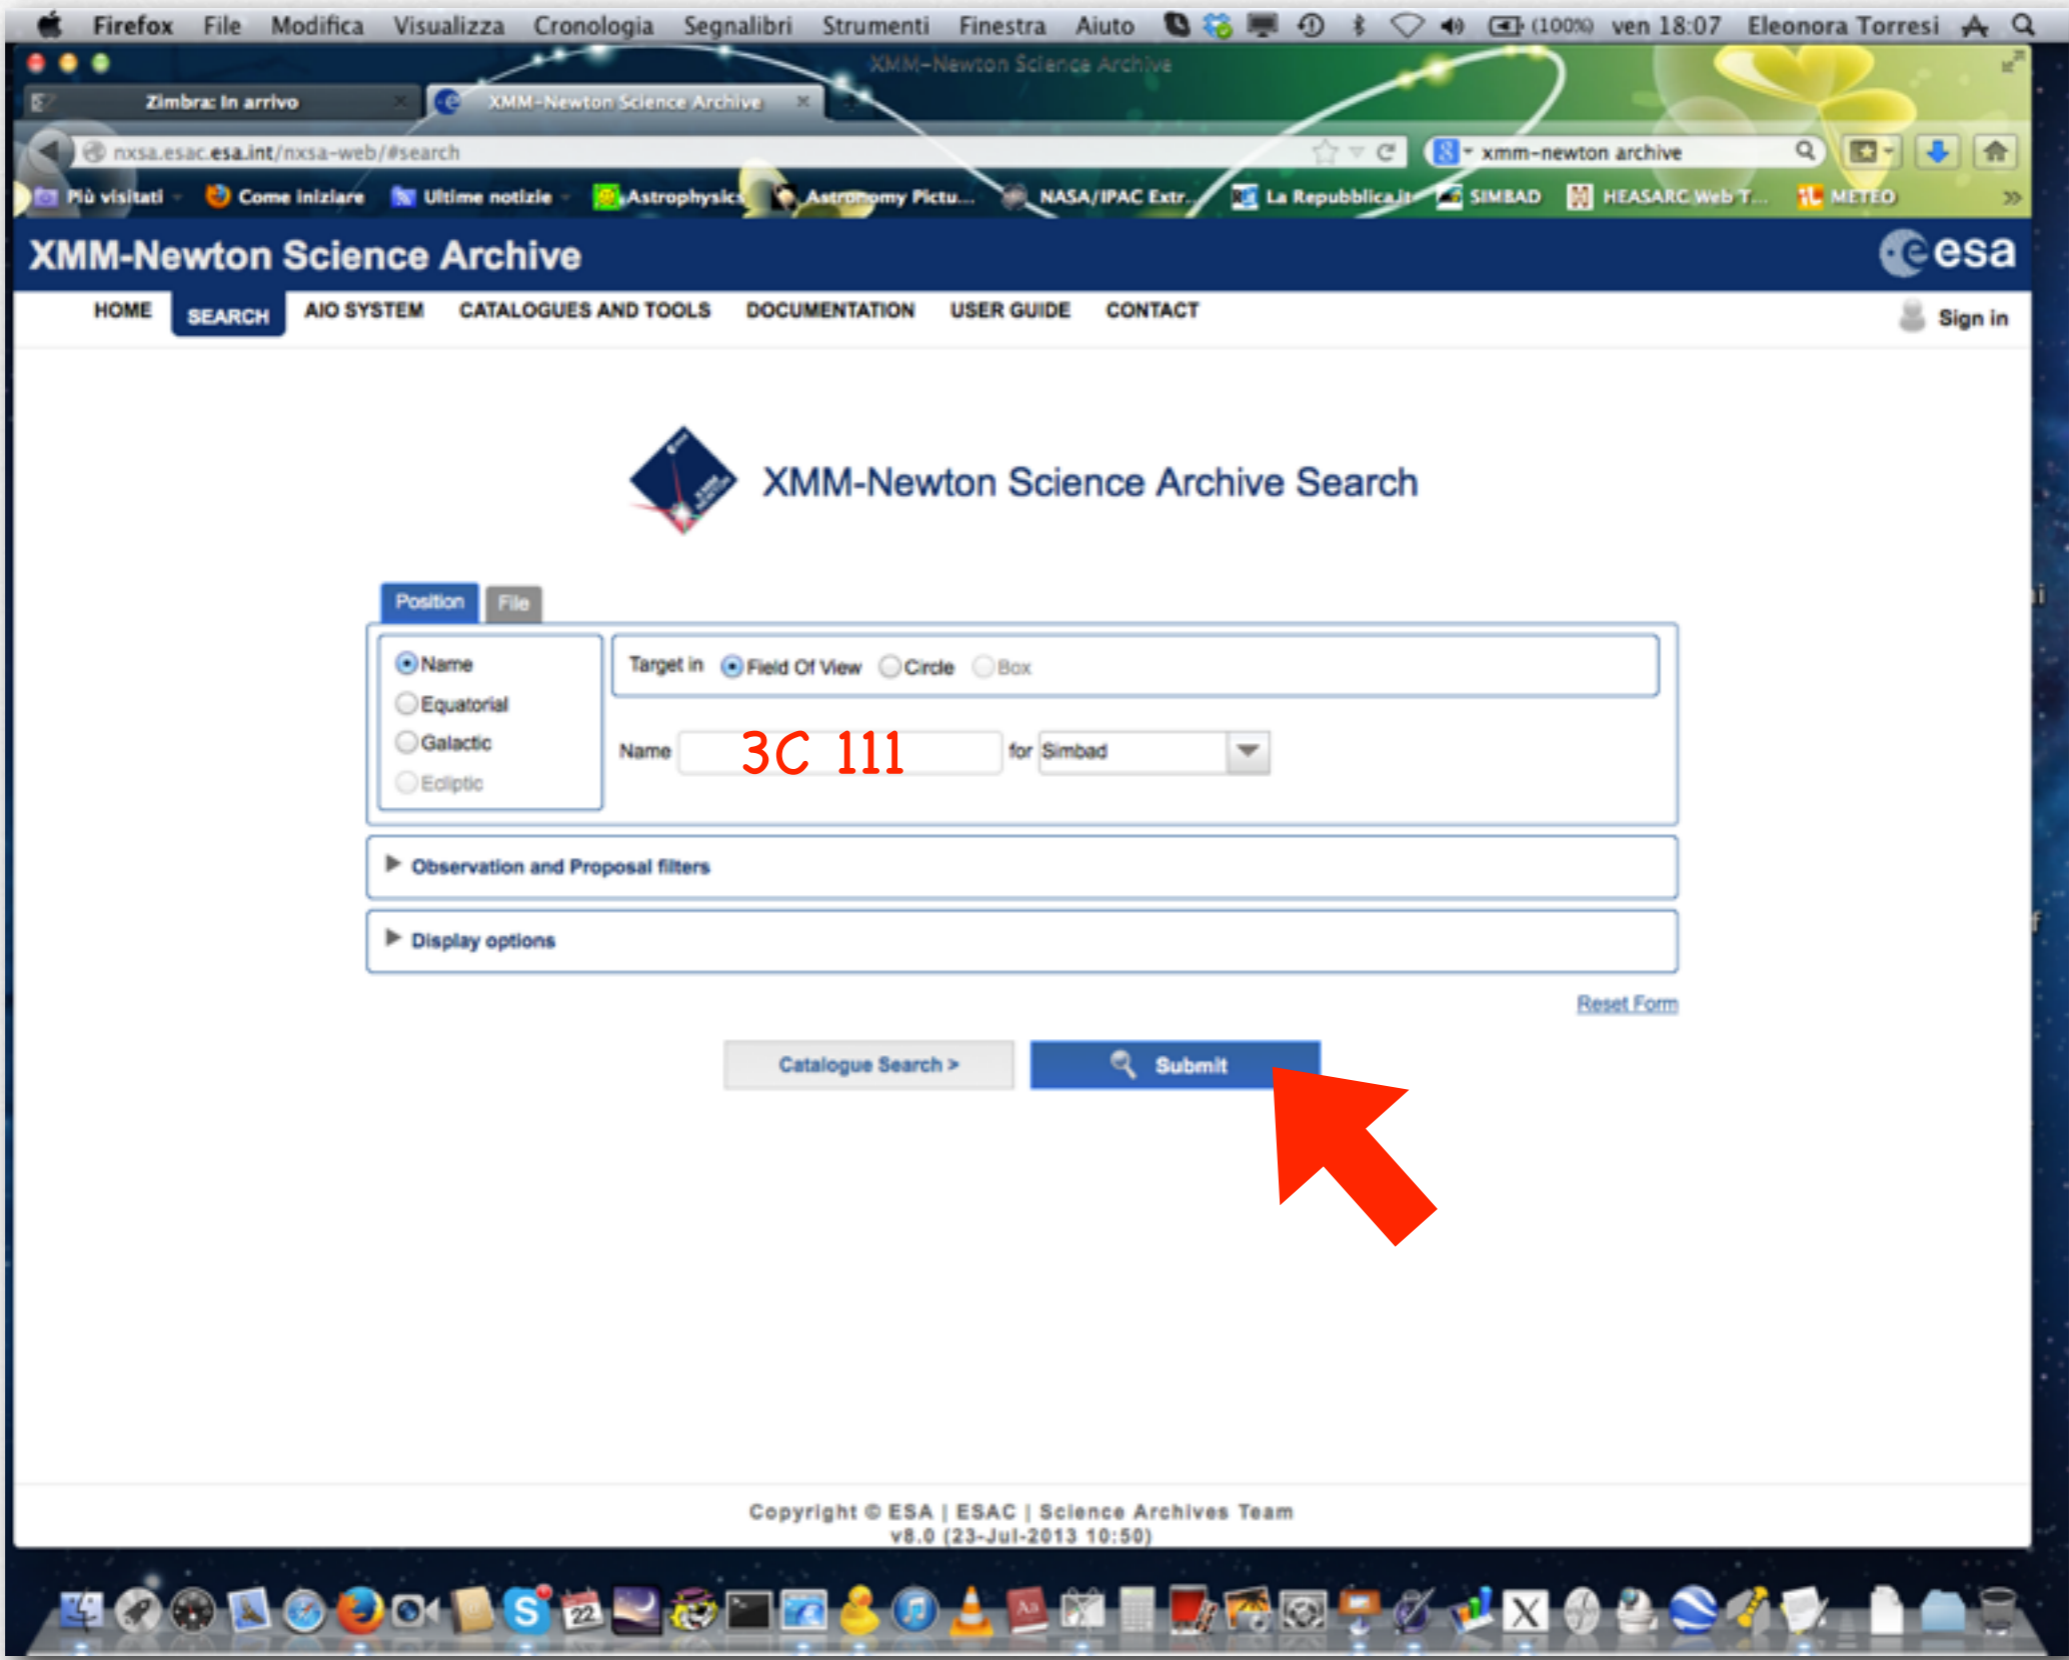 Firefox File Modifica Visualizza Cronologia Segnalibri Strumenti Finestra Aiuto (100%) ven 18:07 Eleonora Torresi
XMM-Newton Science Archive
Zimbra: In arrivo XMM-Newton Science Archive
nxsa.esac.esa.int/nxsa-web/#search xmm-newton archive
Più visitati Come iniziare Ultime notizie Astrophysics Astronomy Pictu... NASA/IPAC Extr... La Repubblica.it SIMBAD HEASARC Web T... METEO
XMM-Newton Science Archive esa
HOME SEARCH AIO SYSTEM CATALOGUES AND TOOLS DOCUMENTATION USER GUIDE CONTACT Sign in
XMM-Newton Science Archive Search
Position File
Name Target in Field Of View Circle Box
Equatorial
Galactic
Name 3C 111 for Simbad
Ecliptic
Observation and Proposal filters
Display options
Reset Form
Catalogue Search > Submit
Copyright © ESA | ESAC | Science Archives Team
v8.0 (23-Jul-2013 10:50)